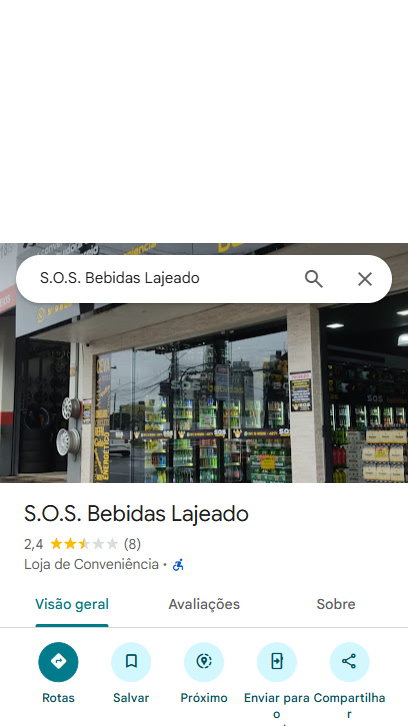 S.O.S. Bebidas Lajeado
S.O.S. Bebidas Lajeado
2,4 (8)
Loja de Conveniência ·
Visão geral Avaliações Sobre
Rotas Salvar Próximo Enviar para o Compartilhar